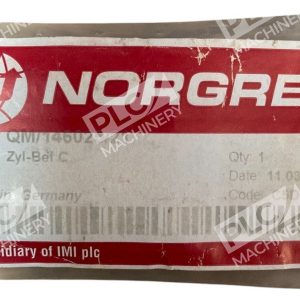 NORGRE
QM/14602
Zyl-Bef C.
Qty: 1
Date: 11.03
Germany
Code:
idiary of IMI plc
PLC MACHINERY